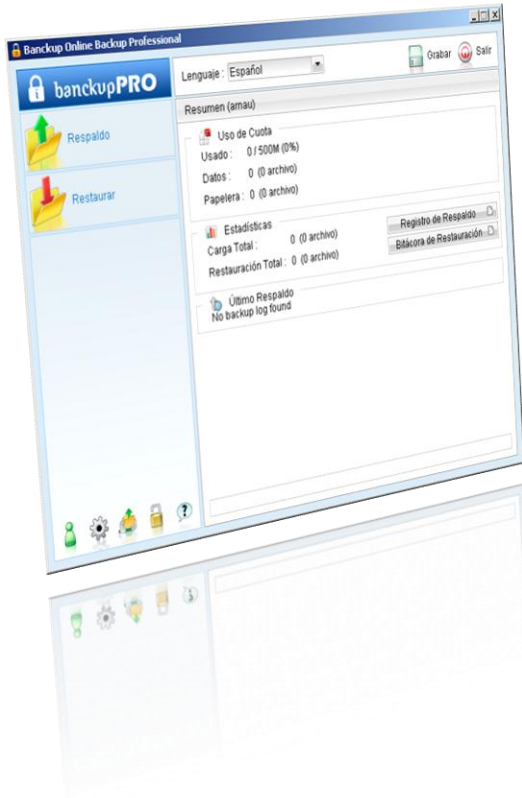 Banckup Online Backup Professional
banckupPRO
Lenguaje : Español
Grabar
Salir
Respaldo
Restaurar
Resumen (arnau)
Uso de Cuota
Usado : 0 / 500M (0%)
Datos : 0 (0 archivo)
Papelera : 0 (0 archivo)
Estadísticas
Carga Total : 0 (0 archivo)
Restauración Total : 0 (0 archivo)
Registro de Respaldo
Bitácora de Restauración
Último Respaldo
No backup log found